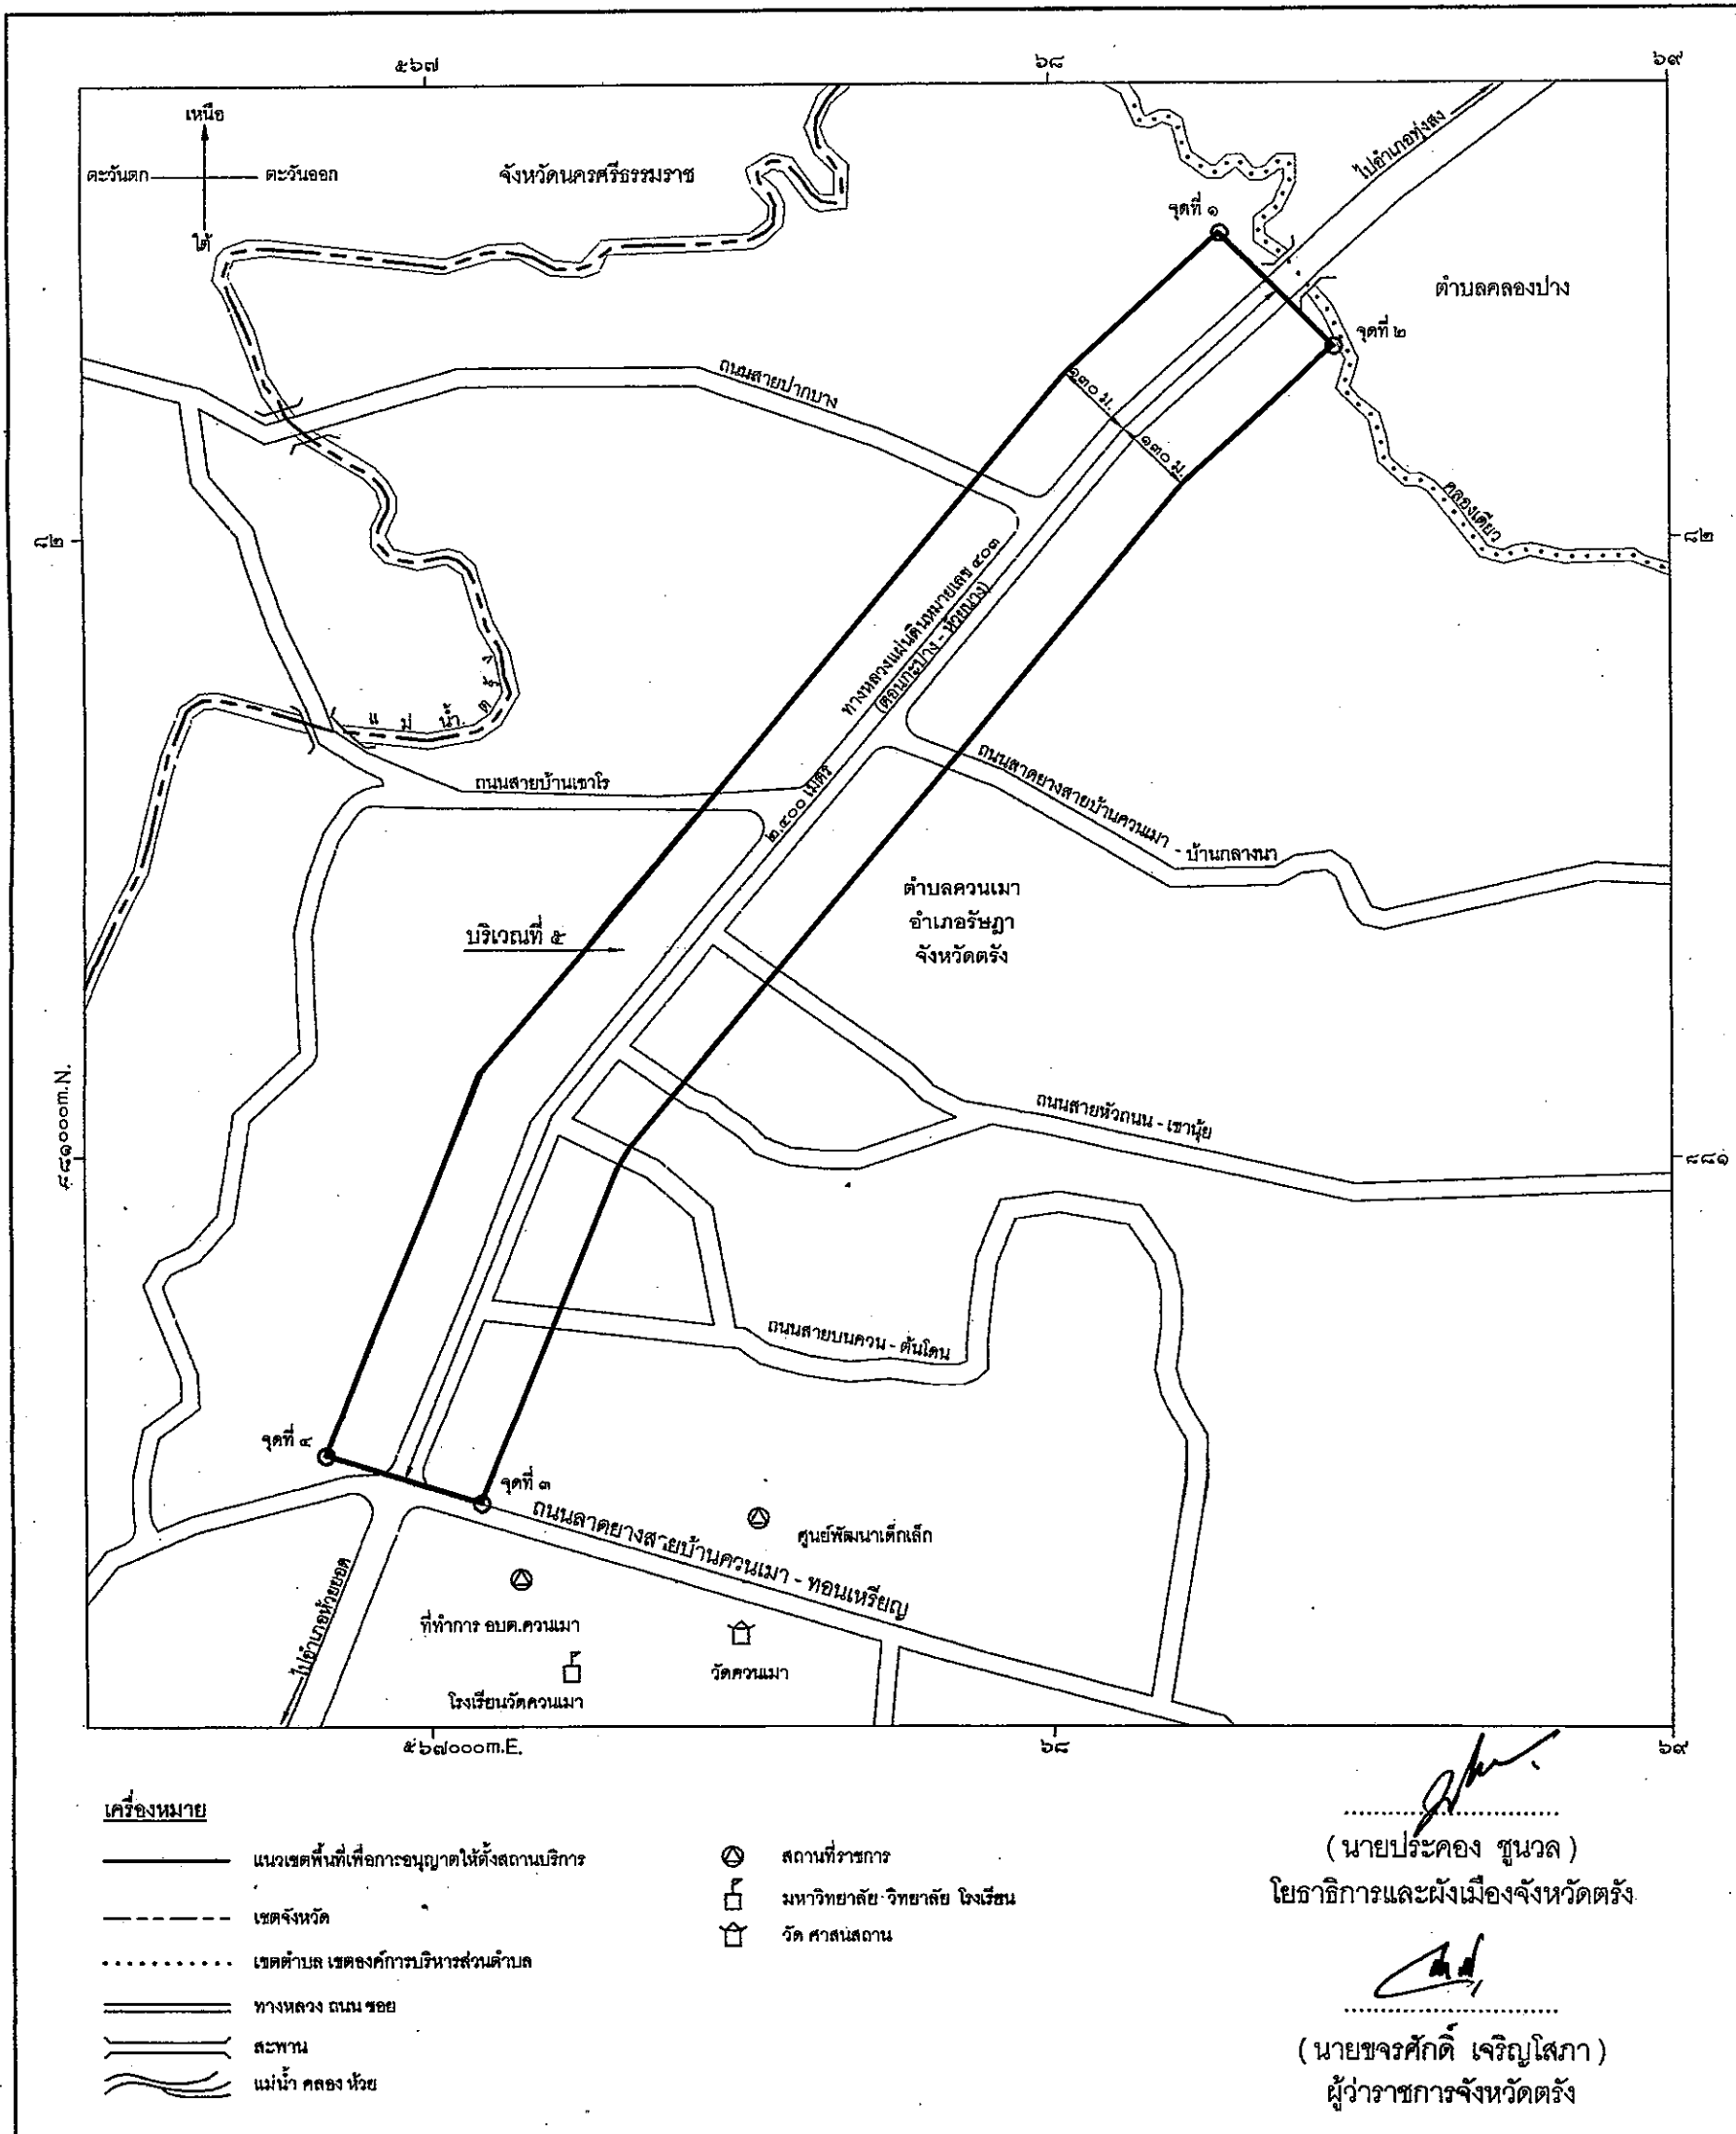 ๕๖๗
๖๘
๖๙
เหนือ
ตะวันตก
ตะวันออก
ใต้
จังหวัดนครศรีธรรมราช
ไปอำเภอทุ่งสง
จุดที่ ๑
ตำบลคลองปาง
จุดที่ ๒
ถนนสายปากบาง
๑๓๐ ม.
๑๓๐ ม.
คลองเดียว
๘๒
๘๒
ทางหลวงแผ่นดินหมายเลข ๔๐๓
(ตอนกะปาง - ห้วยนาง)
แม่น้ำตรัง
ถนนสายบ้านเขาโร
๒,๔๐๐ เมตร
ถนนลาดยางสายบ้านควนเมา - บ้านกลางนา
ตำบลควนเมา
อำเภอรัษฎา
จังหวัดตรัง
บริเวณที่ ๕
๘๘๑๐๐๐m.N.
ถนนสายหัวถนน - เขานุ้ย
๘๘๑
ถนนสายบนควน - ต้นโดน
จุดที่ ๔
จุดที่ ๓
ถนนลาดยางสายบ้านควนเมา - ทอนเหรียญ
ศูนย์พัฒนาเด็กเล็ก
ไปอำเภอห้วยยอด
ที่ทำการ อบต.ควนเมา
วัดควนเมา
โรงเรียนวัดควนเมา
๕๖๗๐๐๐m.E.
๖๘
๖๙
เครื่องหมาย
แนวเขตพื้นที่เพื่อการอนุญาตให้ตั้งสถานบริการ
เขตจังหวัด
เขตตำบล เขตองค์การบริหารส่วนตำบล
ทางหลวง ถนน ซอย
สะพาน
แม่น้ำ คลอง ห้วย
สถานที่ราชการ
มหาวิทยาลัย วิทยาลัย โรงเรียน
วัด ศาสนสถาน
(นายประคอง ชูนวล)
โยธาธิการและผังเมืองจังหวัดตรัง
(นายขจรศักดิ์ เจริญโสภา)
ผู้ว่าราชการจังหวัดตรัง